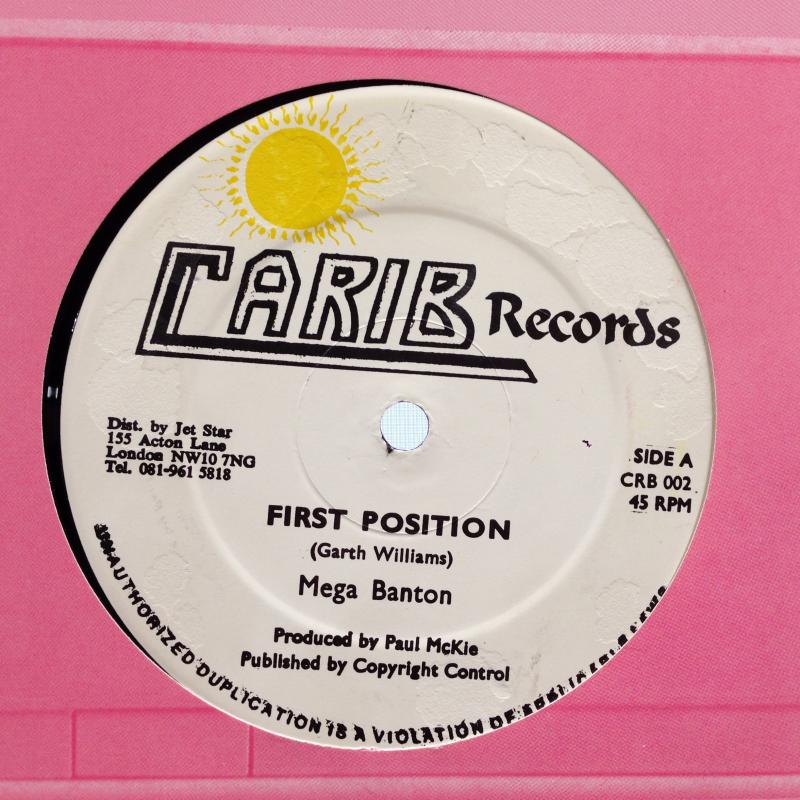 CARIB Records
Dist. by Jet Star
155 Acton Lane
London NW10 7NG
Tel. 081-961 5818
SIDE A
CRB 002
45 RPM
FIRST POSITION
(Garth Williams)
Mega Banton
Produced by Paul McKie
Published by Copyright Control
UNAUTHORIZED DUPLICATION IS A VIOLATION OF